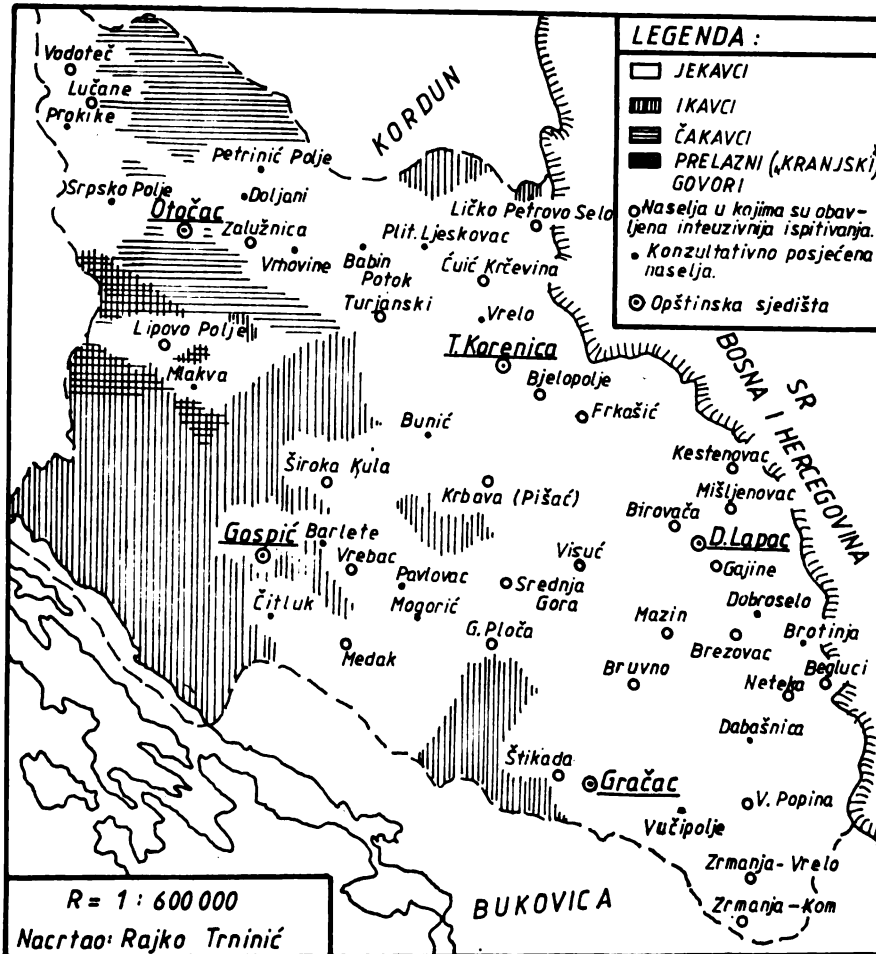 LEGENDA :
JEKAVCI
IKAVCI
ČAKAVCI
PRELAZNI („KRANJSKI")
GOVORI
Naselja u kojima su obav-
ljena inteuzivnija ispitivanja.
Konzultativno posjećena
naselja.
Opštinska sjedišta
KORDUN
Vodoteč
Lučane
Prokike
Petrinić Polje
Srpsko Polje
Doljani
Otočac
Zalužnica
Vrhovine
Babin
Potok
Plit. Ljeskovac
Ličko Petrovo Selo
Ćuić Krčevina
Turjanski
Vrelo
Lipovo Polje
Mlakva
T. Korenica
Bjelopolje
Frkašić
SR
BOSNA I HERCEGOVINA
Bunić
Široka Kula
Krbava (Pišać)
Kestenovac
Mišljenovac
Birovača
D. Lapac
Gajine
Gospić
Barlete
Vrebac
Pavlovac
Visuć
Srednja
Gora
Čitluk
Mogorić
Medak
G. Ploča
Mazin
Dobroselo
Brezovac
Brotinja
Bruvno
Begluci
Neteka
Dabašnica
Štikada
Gračac
V. Popina
Vučipolje
Zrmanja-Vrelo
Zrmanja-Kom
BUKOVICA
R = 1 : 600 000
Nacrtao: Rajko Trninić